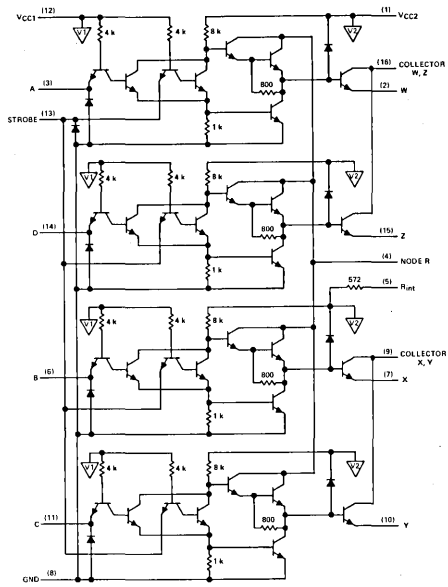 (12) (1)
VCC1 VCC2
V1 V2
4 k 4 k 8 k
(16)
COLLECTOR
W, Z
800
(3) (2)
A W
(13)
STROBE
1 k
V1 V2
4 k 4 k 8 k
800
(14) (15)
D Z
1 k
(4)
NODE R
572 (5)
Rint
V1 V2
4 k 4 k 8 k
(9)
COLLECTOR
X, Y
800
(6) (7)
B X
1 k
V1 V2
4 k 4 k 8 k
800
(11) (10)
C Y
1 k
(8)
GND